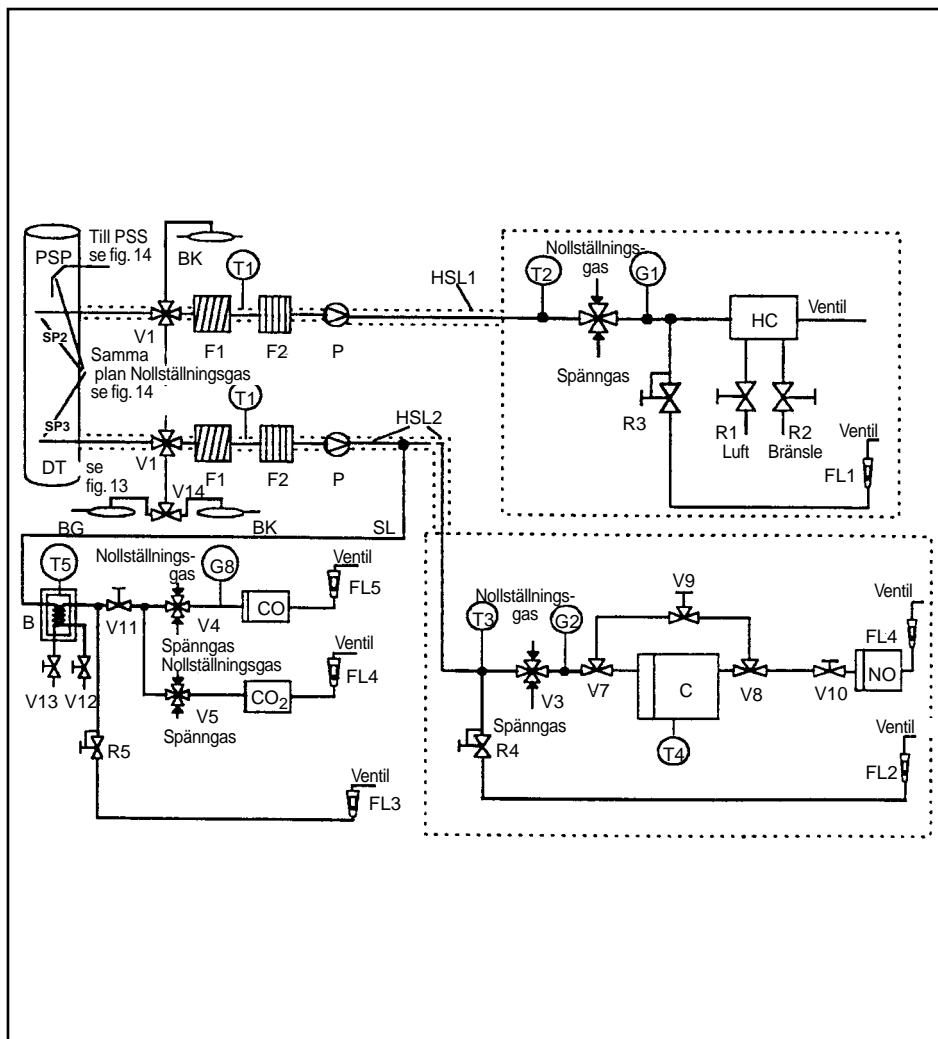 Till PSS
se fig. 14
PSP
BK
T1
HSL1
T2
Nollställnings-
gas
G1
HC
Ventil
V1
F1
F2
P
SP2
Samma
plan Nollställningsgas
se fig. 14
Spänngas
R3
R1
Luft
R2
Bränsle
Ventil
FL1
SP3
T1
HSL2
DT
se
fig. 13
V1
F1
F2
P
V14
BG
BK
SL
T5
Nollställnings-
gas
G8
Ventil
FL5
CO
B
V11
V4
Spänngas
Nollställningsgas
Ventil
FL4
CO2
V13
V12
V5
Spänngas
R5
Ventil
FL3
V9
T3
Nollställnings-
gas
G2
Ventil
FL4
V3
V7
C
V8
V10
NO
Spänngas
R4
T4
Ventil
FL2